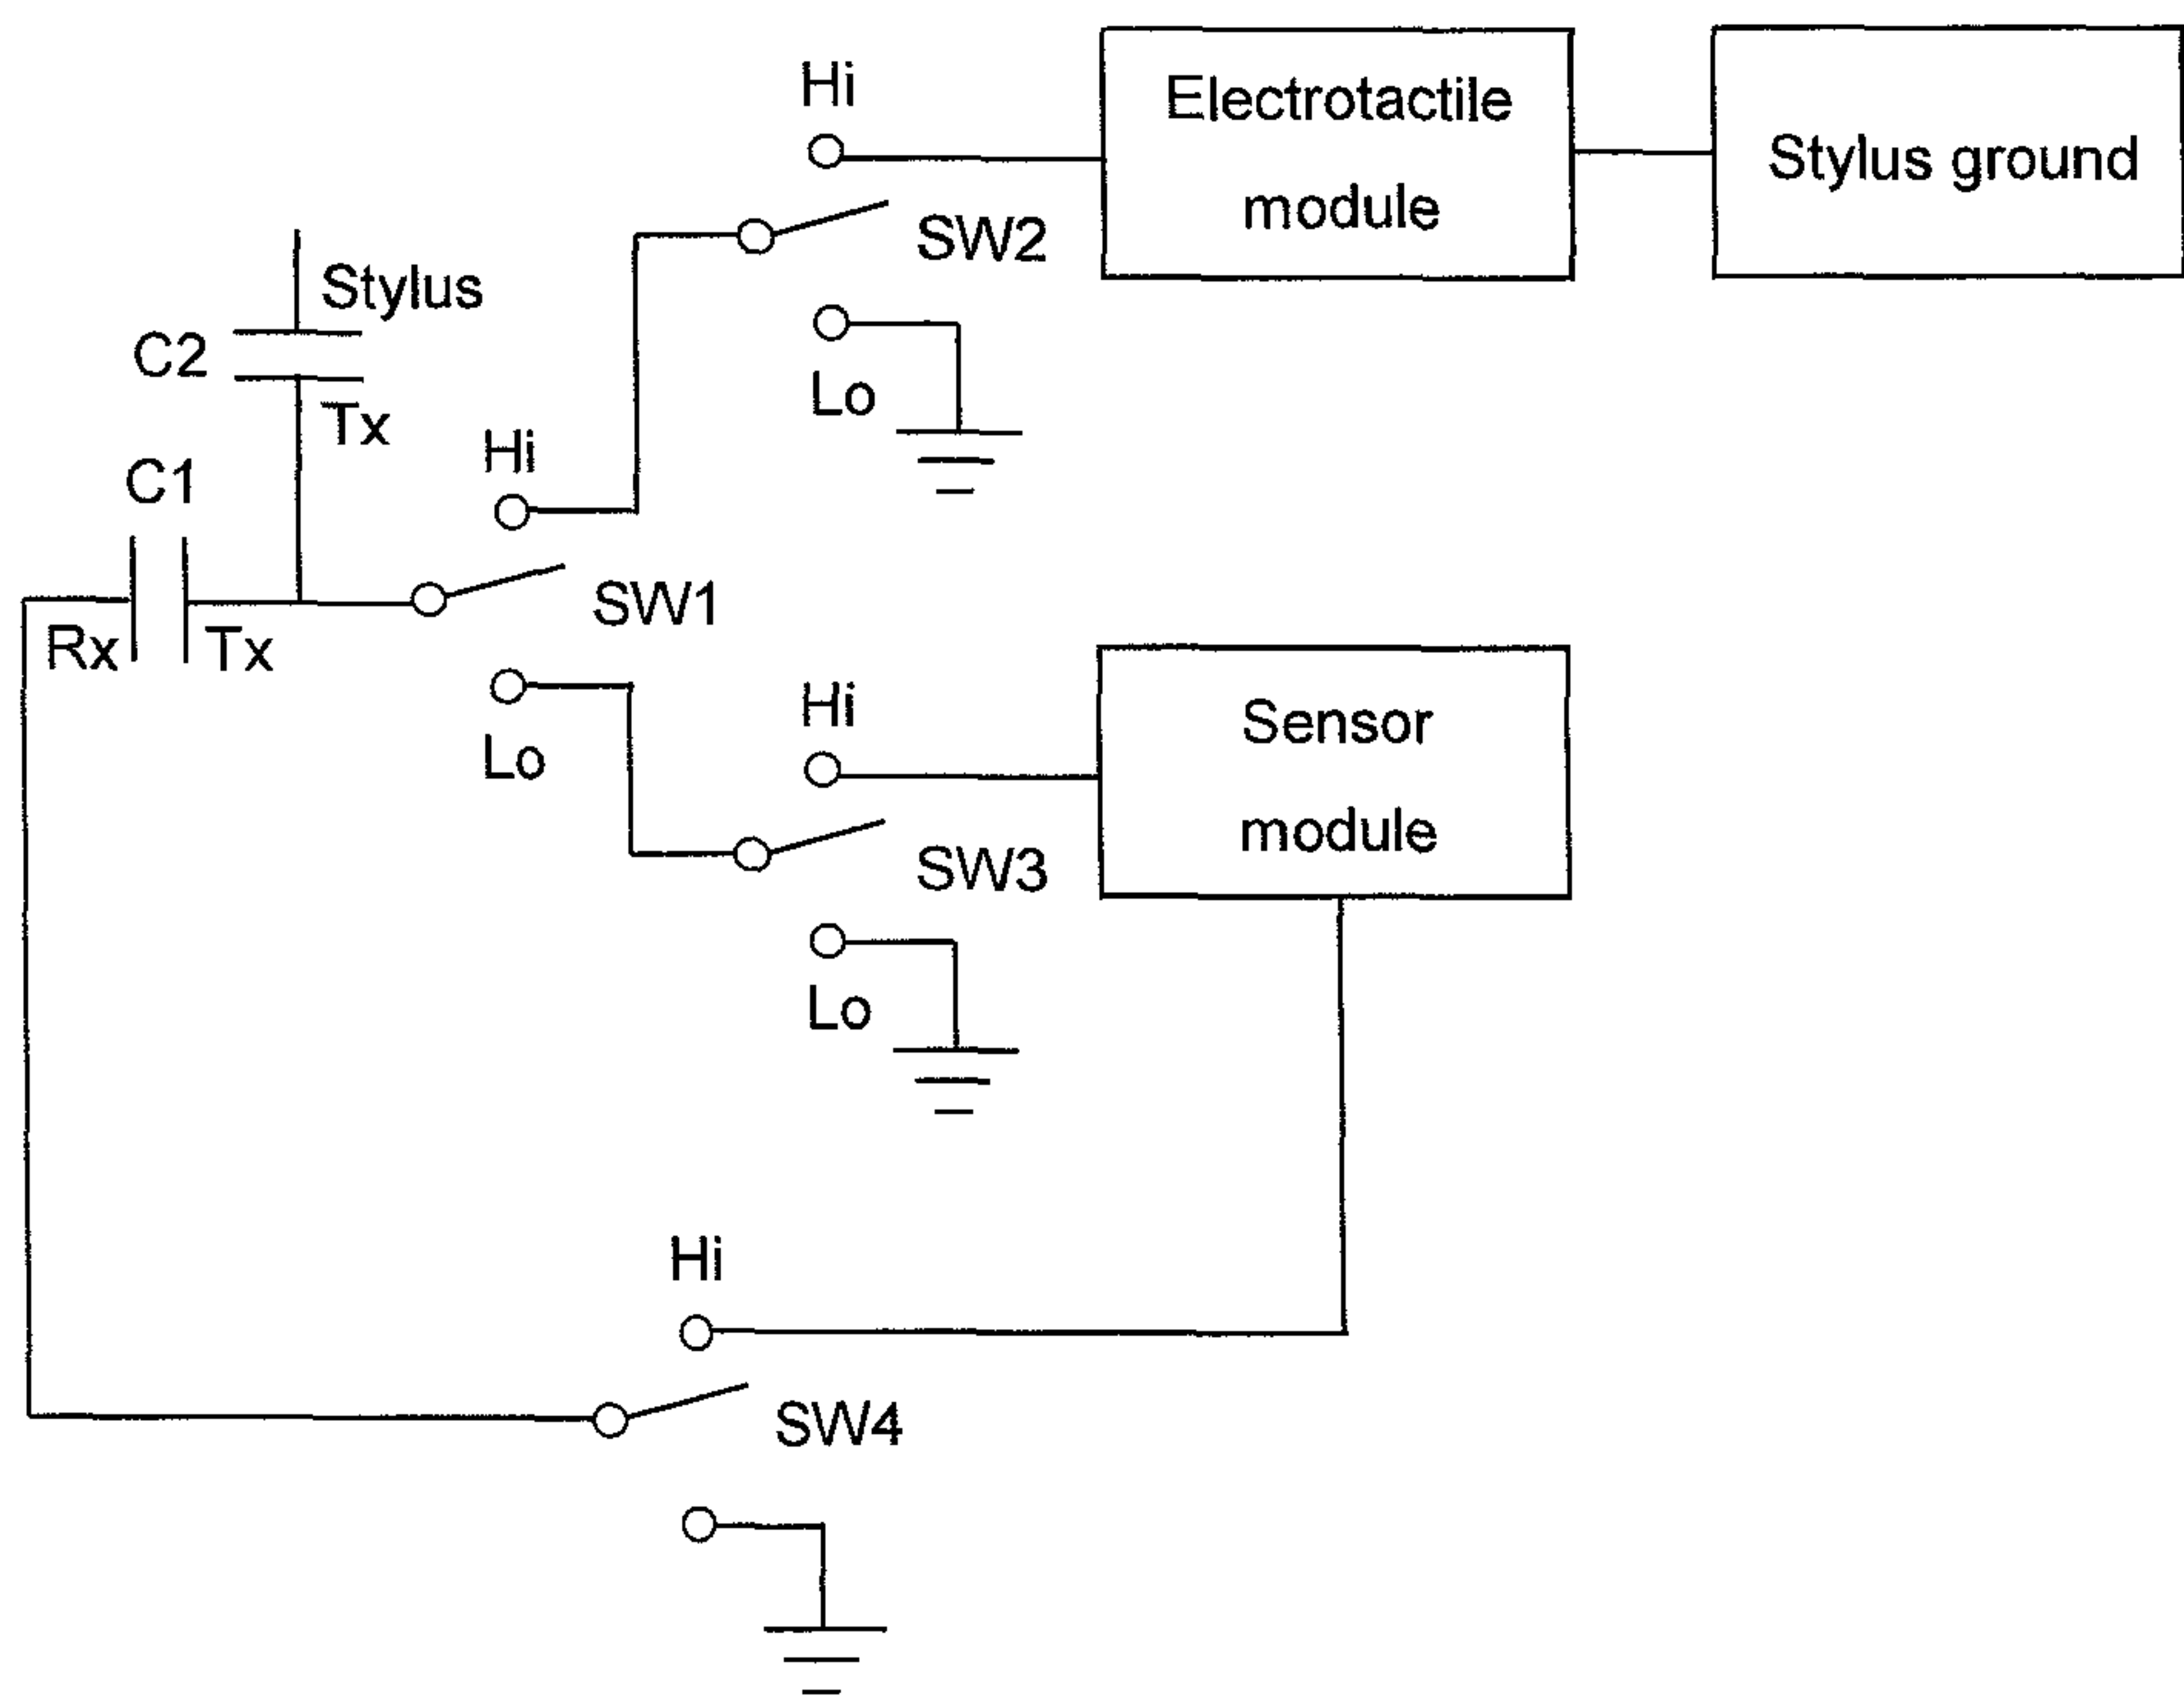 Hi
Electrotactile
module
Stylus ground
SW2
Stylus
C2
Lo
Tx
Hi
C1
SW1
Rx
Tx
Lo
Hi
Sensor
module
SW3
Lo
Hi
SW4